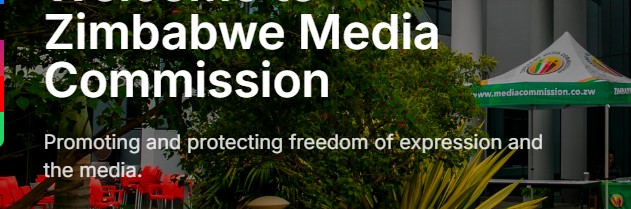 Zimbabwe Media
Commission
www.mediacommission.co.zw
Promoting and protecting freedom of expression and
the media.